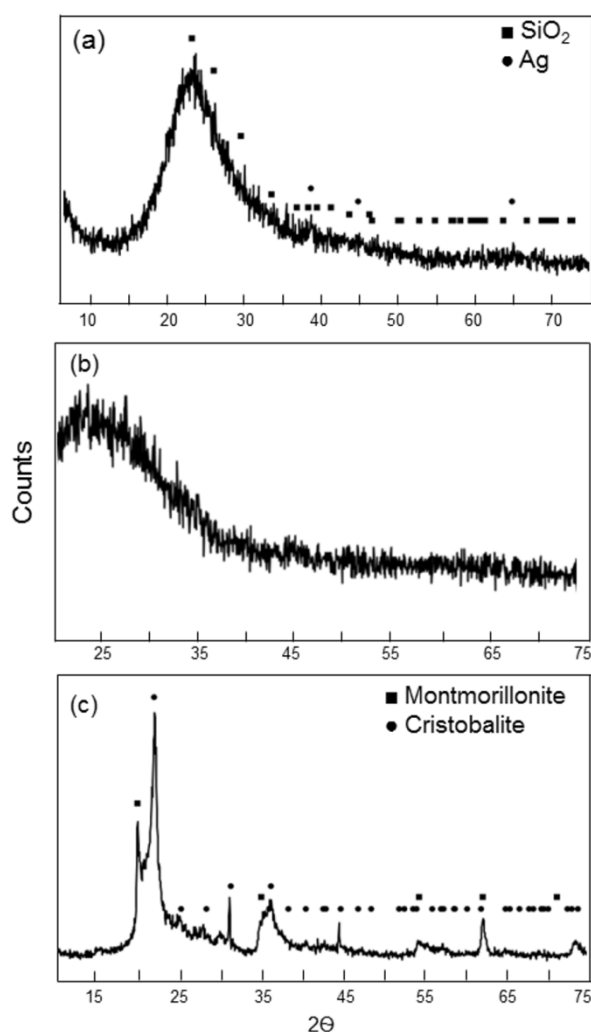 (a)
■ SiO₂
● Ag
10 20 30 40 50 60 70
(b)
Counts
25 35 45 55 65 75
(c)
■ Montmorillonite
● Cristobalite
15 25 35 45 55 65 75
2Θ